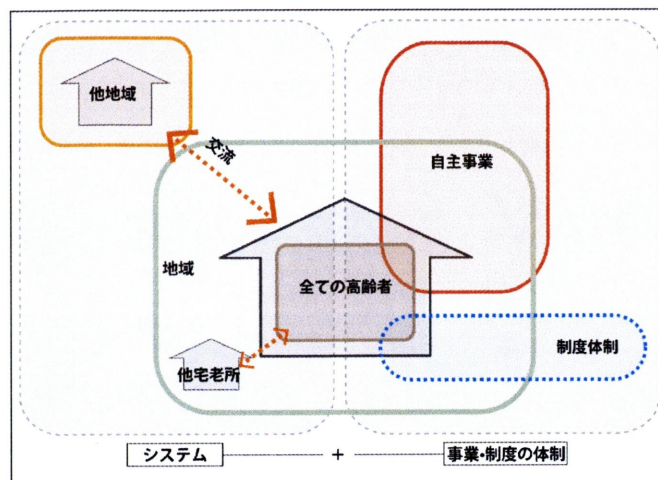 他地域
交流
自主事業
地域
全ての高齢者
制度体制
他宅老所
システム + 事業・制度の体制